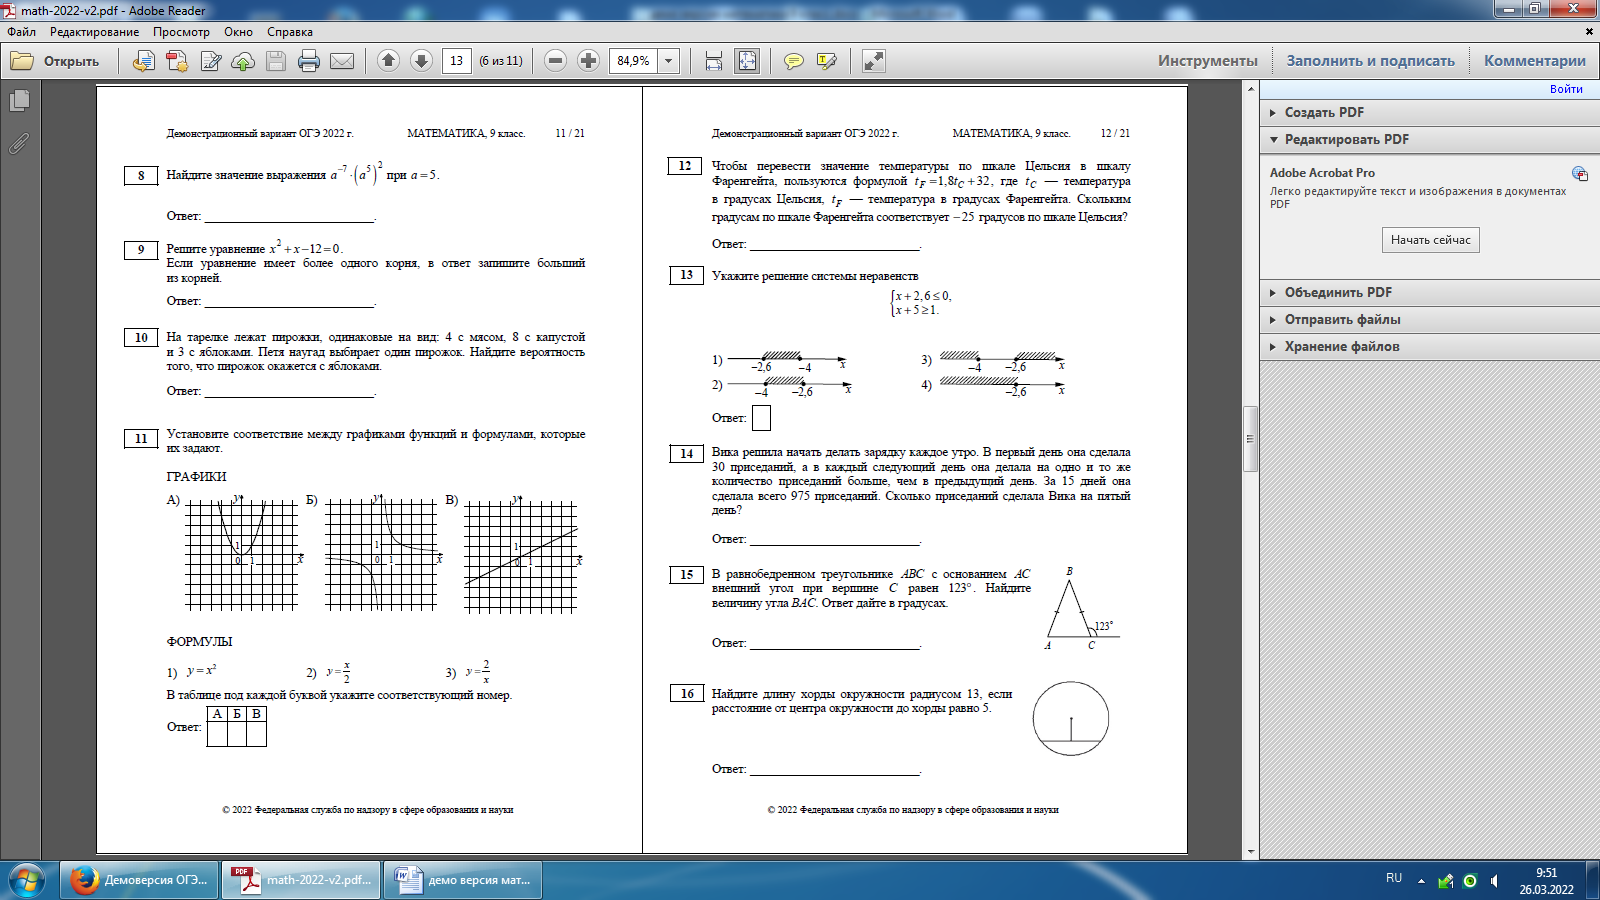 math-2022-v2.pdf - Adobe Reader
Файл Редактирование Просмотр Окно Справка
Открыть 13 (6 из 11) 84,9% Инструменты Заполнить и подписать Комментарии
Войти
Создать PDF
Редактировать PDF
Adobe Acrobat Pro
Легко редактируйте текст и изображения в документах
PDF
Начать сейчас
Объединить PDF
Отправить файлы
Хранение файлов
Демонстрационный вариант ОГЭ 2022 г. МАТЕМАТИКА, 9 класс. 11 / 21
8 Найдите значение выражения a⁻⁷·(a⁵)² при a=5.
Ответ: ___________________________.
9 Решите уравнение x²+x−12=0.
Если уравнение имеет более одного корня, в ответ запишите больший
из корней.
Ответ: ___________________________.
10 На тарелке лежат пирожки, одинаковые на вид: 4 с мясом, 8 с капустой
и 3 с яблоками. Петя наугад выбирает один пирожок. Найдите вероятность
того, что пирожок окажется с яблоками.
Ответ: ___________________________.
11 Установите соответствие между графиками функций и формулами, которые
их задают.
ГРАФИКИ
А) y 1 0 1 x Б) y 1 0 1 x В) y 1 0 1 x
ФОРМУЛЫ
1) y=x² 2) y=x/2 3) y=2/x
В таблице под каждой буквой укажите соответствующий номер.
Ответ: А Б В
© 2022 Федеральная служба по надзору в сфере образования и науки
Демонстрационный вариант ОГЭ 2022 г. МАТЕМАТИКА, 9 класс. 12 / 21
12 Чтобы перевести значение температуры по шкале Цельсия в шкалу
Фаренгейта, пользуются формулой t_F=1,8t_C+32, где t_C — температура
в градусах Цельсия, t_F — температура в градусах Фаренгейта. Скольким
градусам по шкале Фаренгейта соответствует −25 градусов по шкале Цельсия?
Ответ: ___________________________.
13 Укажите решение системы неравенств
{x+2,6≤0,
x+5≥1.
1) −2,6 −4 x 3) −4 −2,6 x
2) −4 −2,6 x 4) −2,6 x
Ответ:
14 Вика решила начать делать зарядку каждое утро. В первый день она сделала
30 приседаний, а в каждый следующий день она делала на одно и то же
количество приседаний больше, чем в предыдущий день. За 15 дней она
сделала всего 975 приседаний. Сколько приседаний сделала Вика на пятый
день?
Ответ: ___________________________.
15 В равнобедренном треугольнике ABC с основанием AC
внешний угол при вершине C равен 123°. Найдите
величину угла BAC. Ответ дайте в градусах.
B
123°
A C
Ответ: ___________________________.
16 Найдите длину хорды окружности радиусом 13, если
расстояние от центра окружности до хорды равно 5.
Ответ: ___________________________.
© 2022 Федеральная служба по надзору в сфере образования и науки
Демоверсия ОГЭ... math-2022-v2.pdf... демо версия мат... RU 9:51
26.03.2022